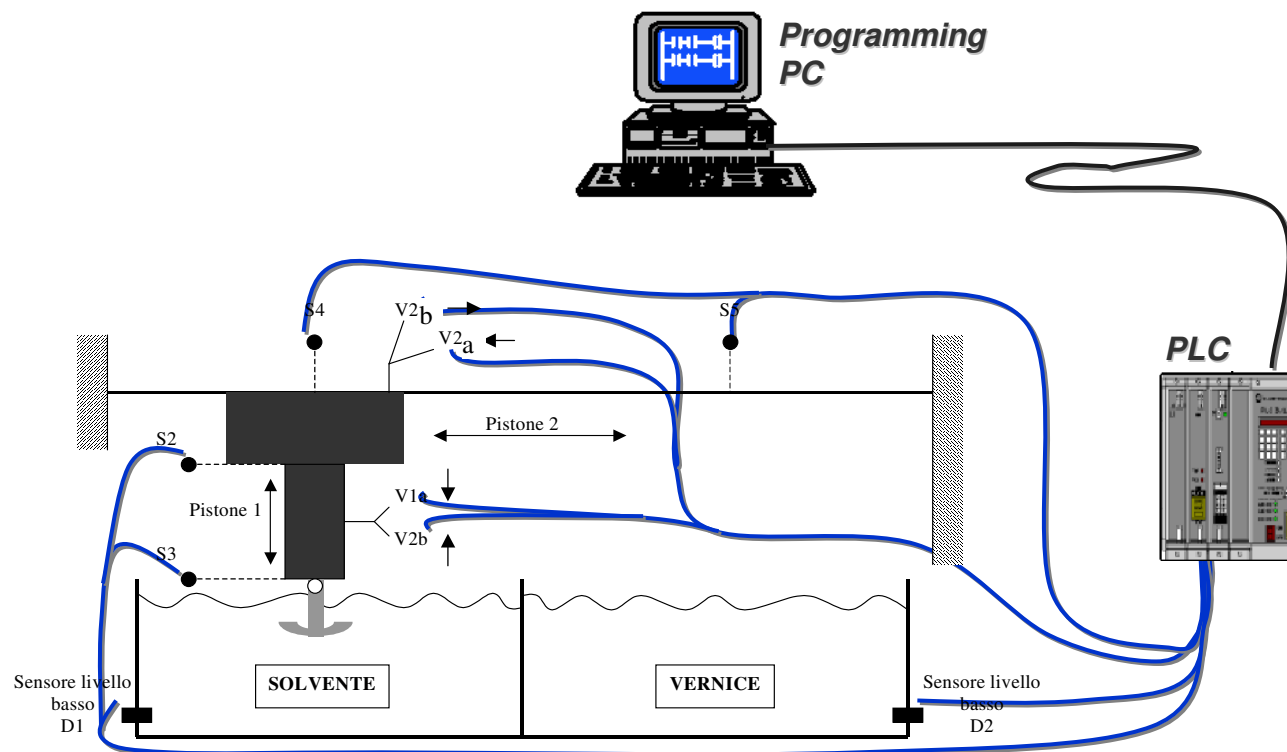 Programming
PC
S4
V2b
V2a
S5
PLC
S2
Pistone 2
Pistone 1
V1a
V2b
S3
Sensore livello
basso
D1
SOLVENTE
VERNICE
Sensore livello
basso
D2